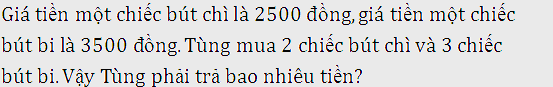 Giá tiền một chiếc bút chì là 2500 đồng, giá tiền một chiếc
bút bi là 3500 đồng. Tùng mua 2 chiếc bút chì và 3 chiếc
bút bi. Vậy Tùng phải trả bao nhiêu tiền?